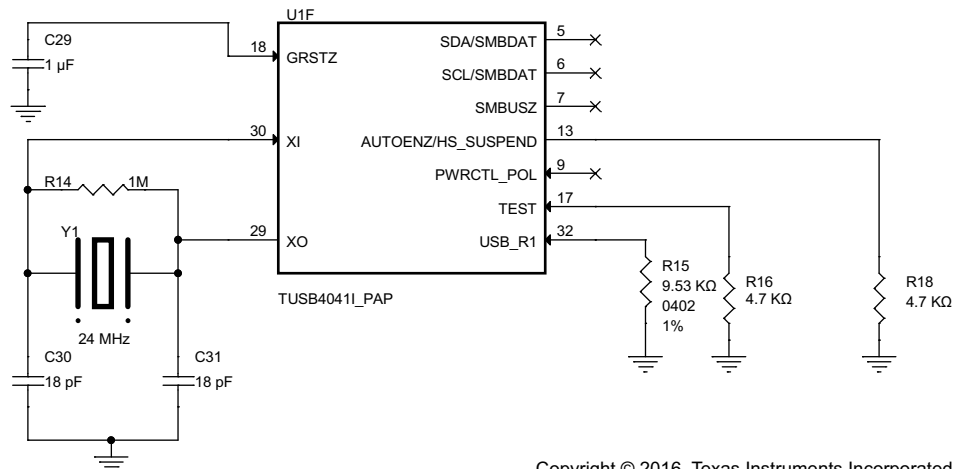 U1F
C29
1 µF
18
GRSTZ
SDA/SMBDAT
5
SCL/SMBDAT
6
SMBUSZ
7
30
XI
AUTOENZ/HS_SUSPEND
13
PWRCTL_POL
9
R14
1M
TEST
17
Y1
29
XO
USB_R1
32
R15
9.53 KΩ
0402
1%
R16
4.7 KΩ
R18
4.7 KΩ
TUSB4041I_PAP
24 MHz
C30
18 pF
C31
18 pF
Copyright © 2016, Texas Instruments Incorporated